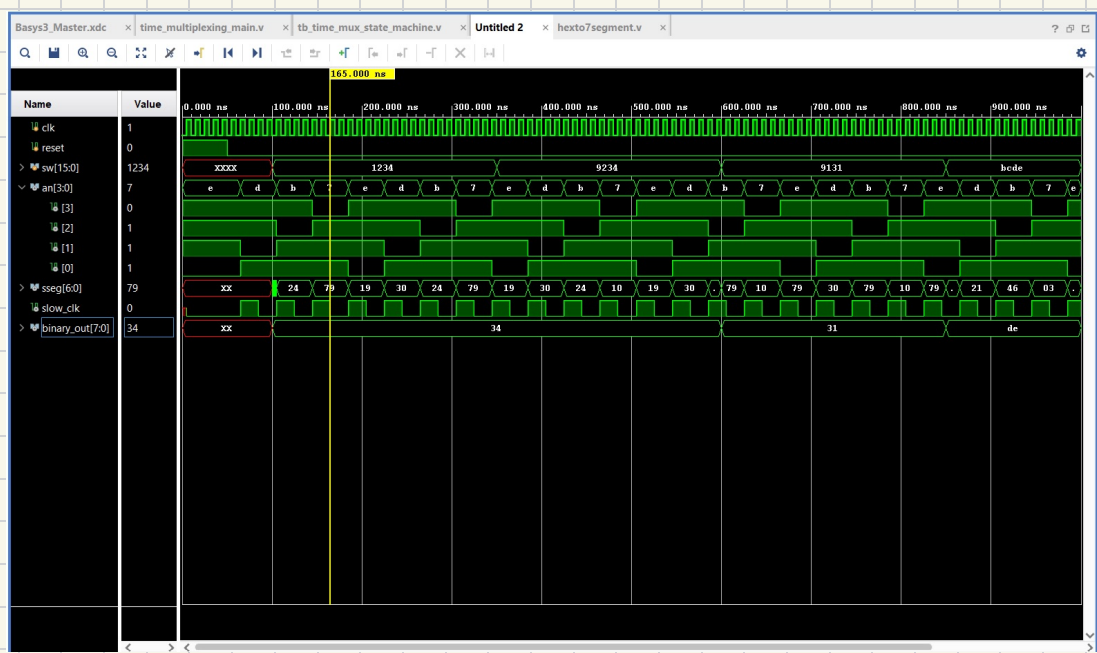 Basys3_Master.xdc × time_multiplexing_main.v × tb_time_mux_state_machine.v × Untitled 2 × hexto7segment.v ×
165.000 ns
Name Value 0.000 ns 100.000 ns 200.000 ns 300.000 ns 400.000 ns 500.000 ns 600.000 ns 700.000 ns 800.000 ns 900.000 ns
clk 1
reset 0
sw[15:0] 1234 XXXX 1234 9234 9131 bcde
an[3:0] 7 e d b 7 e d b 7 e d b 7 e d b 7 e d b 7 e d b 7 e
[3] 0
[2] 1
[1] 1
[0] 1
sseg[6:0] 79 XX 24 79 19 30 24 79 19 30 24 10 19 30 . 79 10 79 30 79 10 79 . 21 46 03 .
slow_clk 0
binary_out[7:0] 34 XX 34 31 de